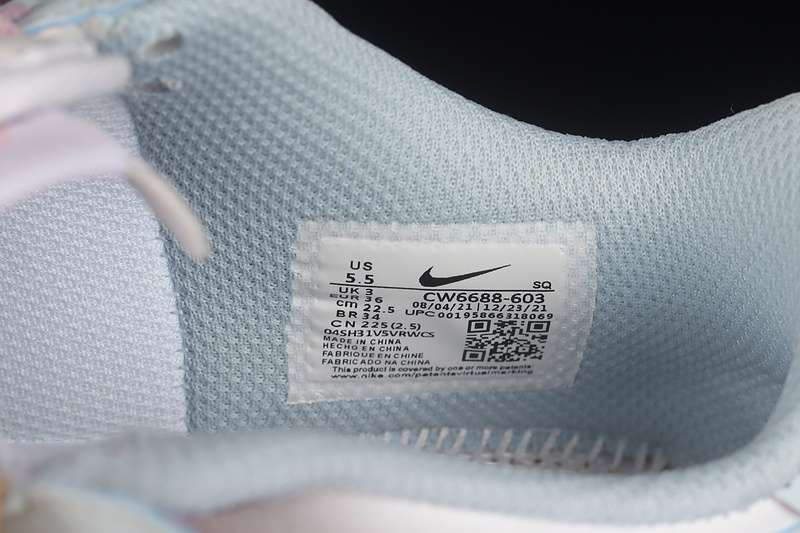 US
5.5
UK 3
EUR 36
cm 22.5
BR 34
CN 225(2.5)
SQ
CW6688-603
08/04/21 | 12/23/21
UPC 00195866318069
04SH31V5VRWCS
MADE IN CHINA
HECHO EN CHINA
FABRIQUE EN CHINE
FABRICADO NA CHINA
This product is covered by one or more patents
www.nike.com/patentsvirtualmarking